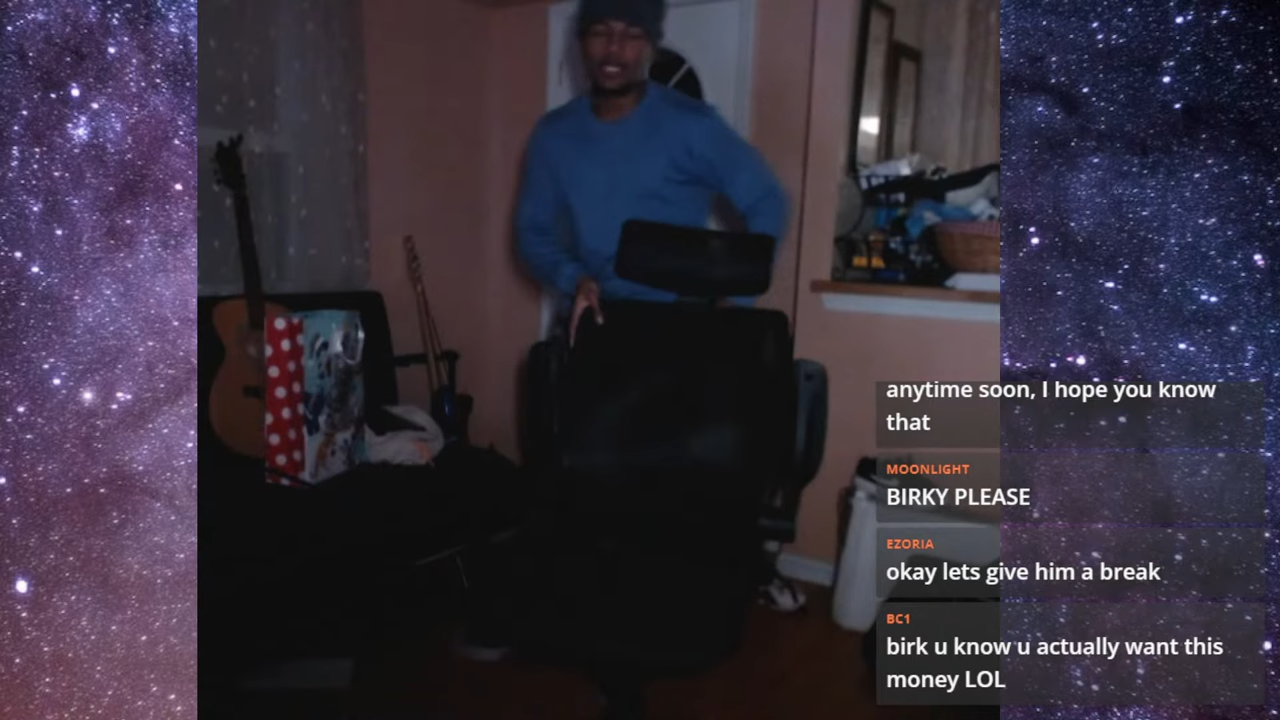 anytime soon, I hope you know
that
MOONLIGHT
BIRKY PLEASE
EZORIA
okay lets give him a break
BC1
birk u know u actually want this
money LOL